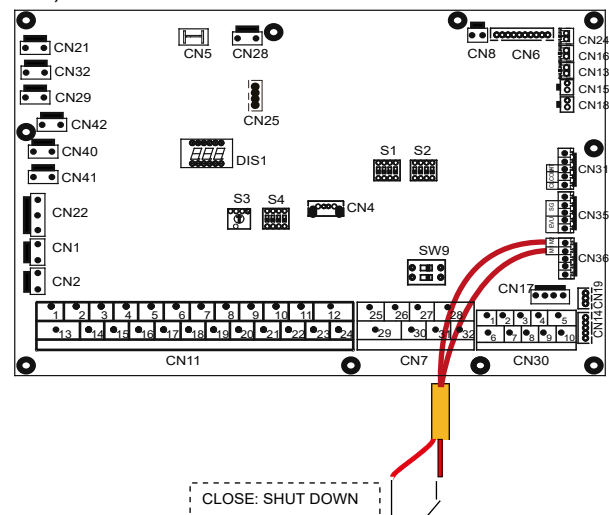 CN21
CN5
CN28
CN8
CN6
CN24
CN16
CN13
CN15
CN18
CN32
CN29
CN25
CN42
CN40
CN41
DIS1
S1 S2
CN31
CN22
S3 S4
CN4
SG
EVU
CN35
CN1
M1 M2
CN36
CN2
SW9
CN17
CN19
CN14
1 2 3 4 5 6 7 8 9 10 11 12
13 14 15 16 17 18 19 20 21 22 23 24
CN11
25 26 27 28
29 30 31 32
CN7
1 2 3 4 5
6 7 8 9 10
CN30
CLOSE: SHUT DOWN